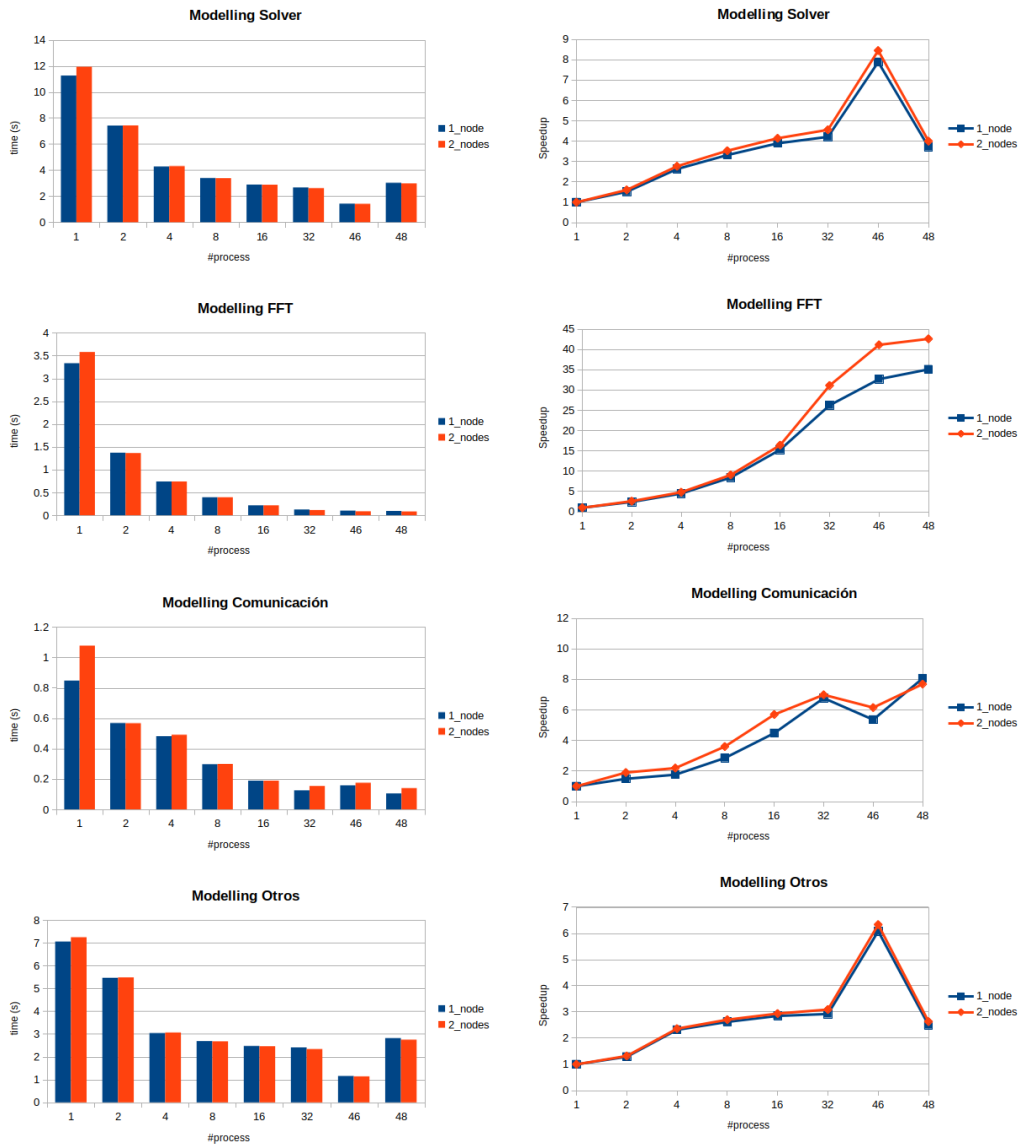 Modelling Solver
14
12
10
8
6
4
2
0
time (s)
1 2 4 8 16 32 46 48
#process
1_node
2_nodes
Modelling Solver
9
8
7
6
5
4
3
2
1
0
Speedup
1 2 4 8 16 32 46 48
#process
1_node
2_nodes
Modelling FFT
4
3.5
3
2.5
2
1.5
1
0.5
0
time (s)
1 2 4 8 16 32 46 48
#process
1_node
2_nodes
Modelling FFT
45
40
35
30
25
20
15
10
5
0
Speedup
1 2 4 8 16 32 46 48
#process
1_node
2_nodes
Modelling Comunicación
1.2
1
0.8
0.6
0.4
0.2
0
time (s)
1 2 4 8 16 32 46 48
#process
1_node
2_nodes
Modelling Comunicación
12
10
8
6
4
2
0
Speedup
1 2 4 8 16 32 46 48
#process
1_node
2_nodes
Modelling Otros
8
7
6
5
4
3
2
1
0
time (s)
1 2 4 8 16 32 46 48
#process
1_node
2_nodes
Modelling Otros
7
6
5
4
3
2
1
0
Speedup
1 2 4 8 16 32 46 48
#process
1_node
2_nodes